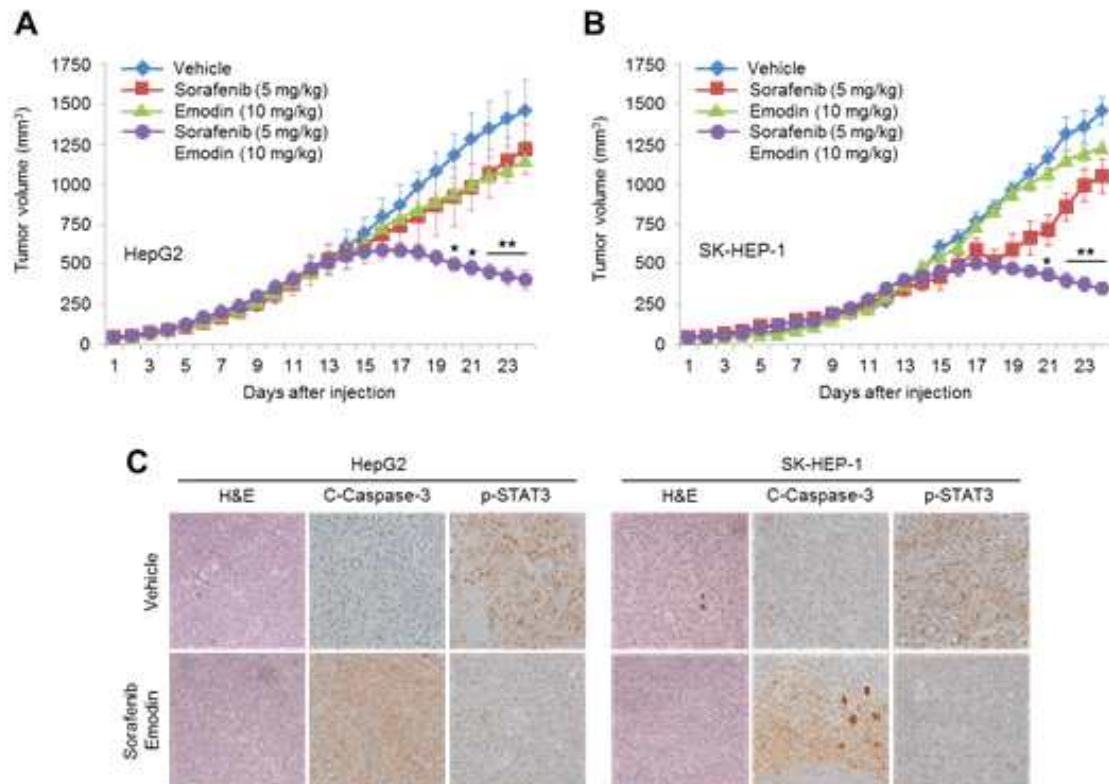 A
1750
1500
1250
1000
750
500
250
0
Tumor volume (mm³)
Vehicle
Sorafenib (5 mg/kg)
Emodin (10 mg/kg)
Sorafenib (5 mg/kg)
Emodin (10 mg/kg)
HepG2
* * **
1 3 5 7 9 11 13 15 17 19 21 23
Days after injection
B
1750
1500
1250
1000
750
500
250
0
Tumor volume (mm³)
Vehicle
Sorafenib (5 mg/kg)
Emodin (10 mg/kg)
Sorafenib (5 mg/kg)
Emodin (10 mg/kg)
SK-HEP-1
* **
1 3 5 7 9 11 13 15 17 19 21 23
Days after injection
C
HepG2 SK-HEP-1
H&E C-Caspase-3 p-STAT3 H&E C-Caspase-3 p-STAT3
Vehicle
Sorafenib
Emodin